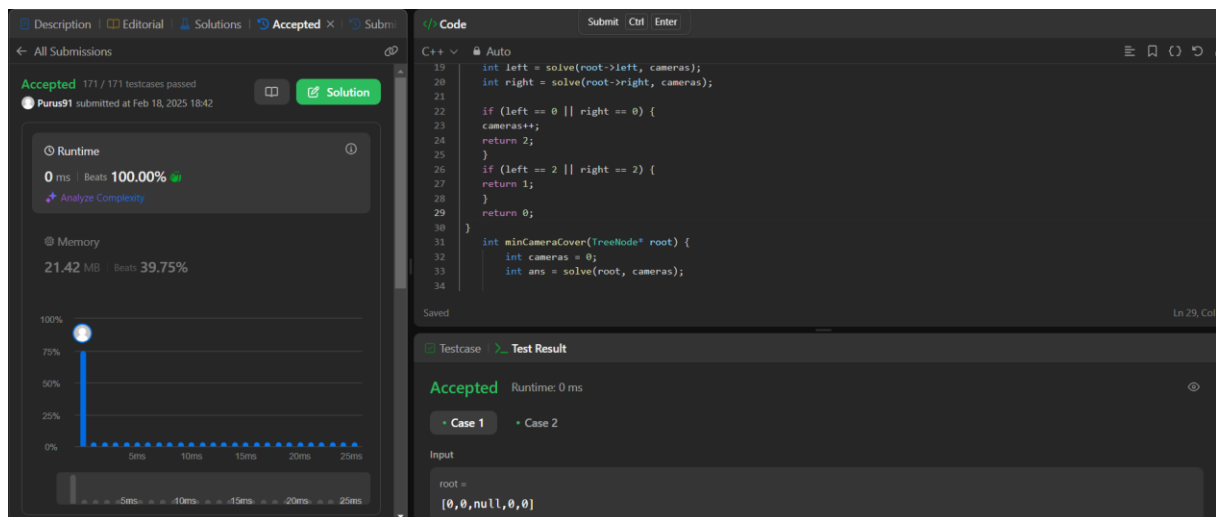 Description | Editorial | Solutions | Accepted × | Submi
← All Submissions
Accepted 171 / 171 testcases passed
Purus91 submitted at Feb 18, 2025 18:42
Solution
Runtime
0 ms | Beats 100.00%
Analyze Complexity
Memory
21.42 MB | Beats 39.75%
100%
75%
50%
25%
0%
5ms 10ms 15ms 20ms 25ms
5ms 10ms 15ms 20ms 25ms
</> Code
Submit Ctrl Enter
C++ Auto
19 int left = solve(root->left, cameras);
20 int right = solve(root->right, cameras);
21
22 if (left == 0 || right == 0) {
23 cameras++;
24 return 2;
25 }
26 if (left == 2 || right == 2) {
27 return 1;
28 }
29 return 0;
30 }
31 int minCameraCover(TreeNode* root) {
32 int cameras = 0;
33 int ans = solve(root, cameras);
34
Saved
Ln 29, Col
Testcase | >_ Test Result
Accepted Runtime: 0 ms
• Case 1 • Case 2
Input
root =
[0,0,null,0,0]